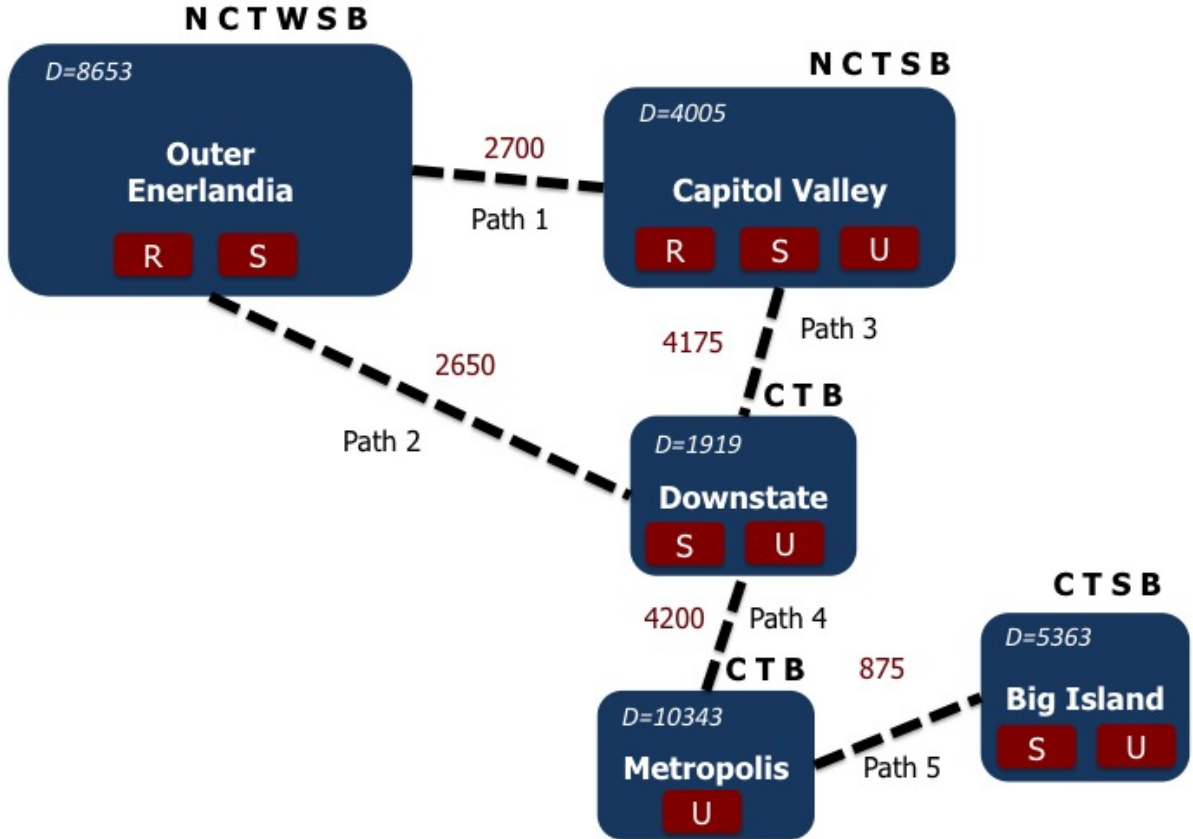 N C T W S B
D=8653
Outer
Enerlandia
R S
2700
Path 1
N C T S B
D=4005
Capitol Valley
R S U
2650
Path 2
4175
Path 3
C T B
D=1919
Downstate
S U
4200
Path 4
C T B
D=10343
Metropolis
U
875
Path 5
C T S B
D=5363
Big Island
S U